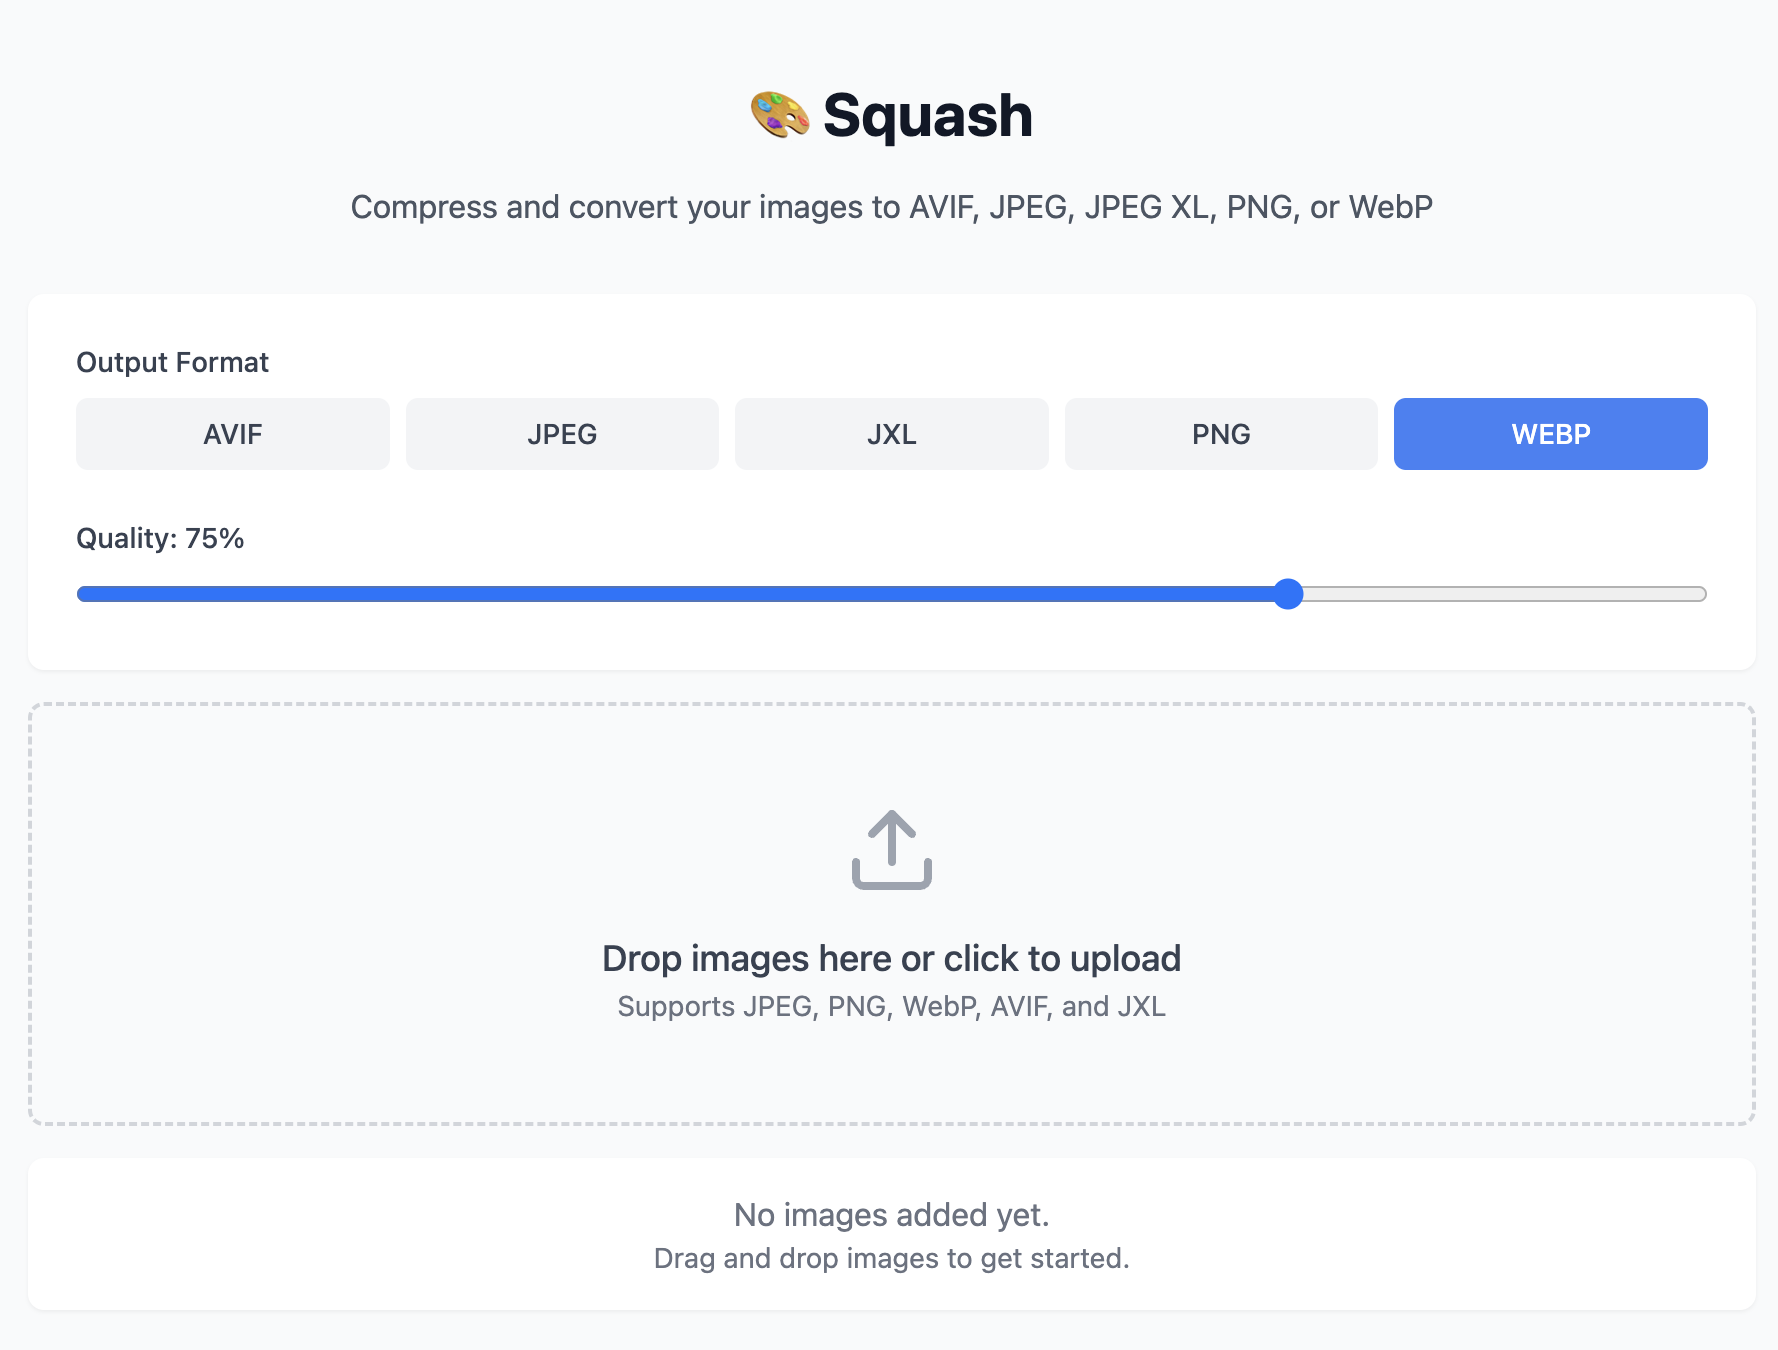 Squash
Compress and convert your images to AVIF, JPEG, JPEG XL, PNG, or WebP
Output Format
AVIF
JPEG
JXL
PNG
WEBP
Quality: 75%
Drop images here or click to upload
Supports JPEG, PNG, WebP, AVIF, and JXL
No images added yet.
Drag and drop images to get started.